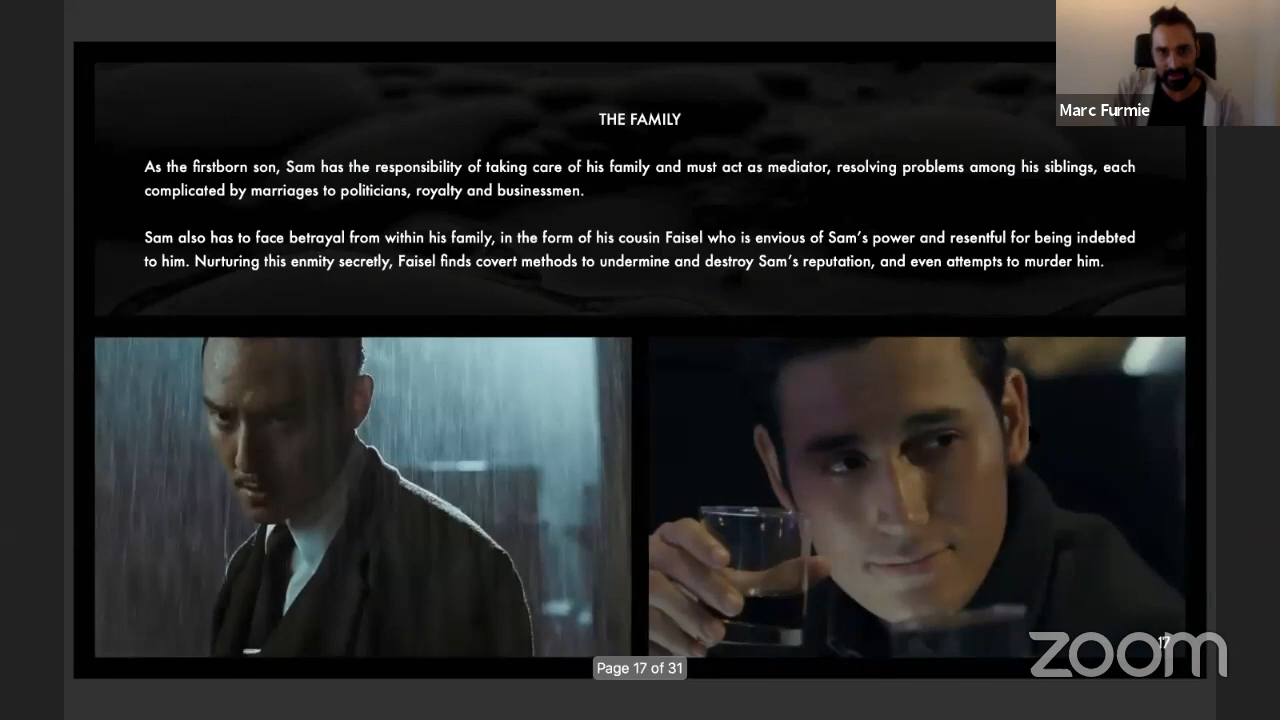 Marc Furmie
THE FAMILY
As the firstborn son, Sam has the responsibility of taking care of his family and must act as mediator, resolving problems among his siblings, each
complicated by marriages to politicians, royalty and businessmen.
Sam also has to face betrayal from within his family, in the form of his cousin Faisel who is envious of Sam's power and resentful for being indebted
to him. Nurturing this enmity secretly, Faisel finds covert methods to undermine and destroy Sam's reputation, and even attempts to murder him.
17
zoom
Page 17 of 31